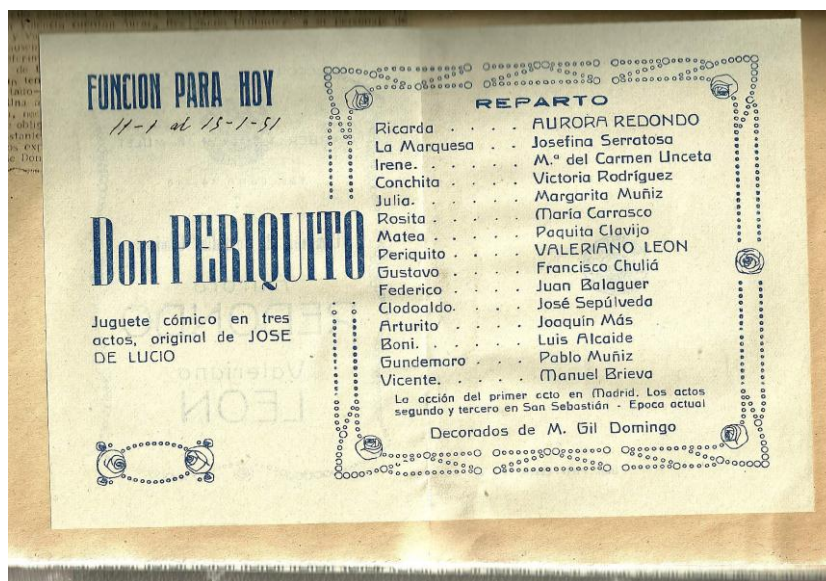 FUNCION PARA HOY
11-1 al 15-1-51
Don PERIQUITO
Juguete cómico en tres
actos, original de JOSE
DE LUCIO
REPARTO
Ricarda . . . . AURORA REDONDO
La Marquesa . . . Josefina Serratosa
Irene. . . . . M.ª del Carmen Unceta
Conchita . . . . Victoria Rodríguez
Julia. . . . . Margarita Muñiz
Rosita . . . . . María Carrasco
Matea . . . . . Paquita Clavijo
Periquito . . . . VALERIANO LEON
Gustavo . . . . Francisco Chuliá
Federico . . . . Juan Balaguer
Clodoaldo. . . . José Sepúlveda
Arturito . . . . Joaquín Más
Boni. . . . . . Luis Alcaide
Gundemaro . . . Pablo Muñiz
Vicente. . . . . Manuel Brieva
La acción del primer ccto en Madrid. Los actos
segundo y tercero en San Sebastián - Epoca actual
Decorados de M. Gil Domingo